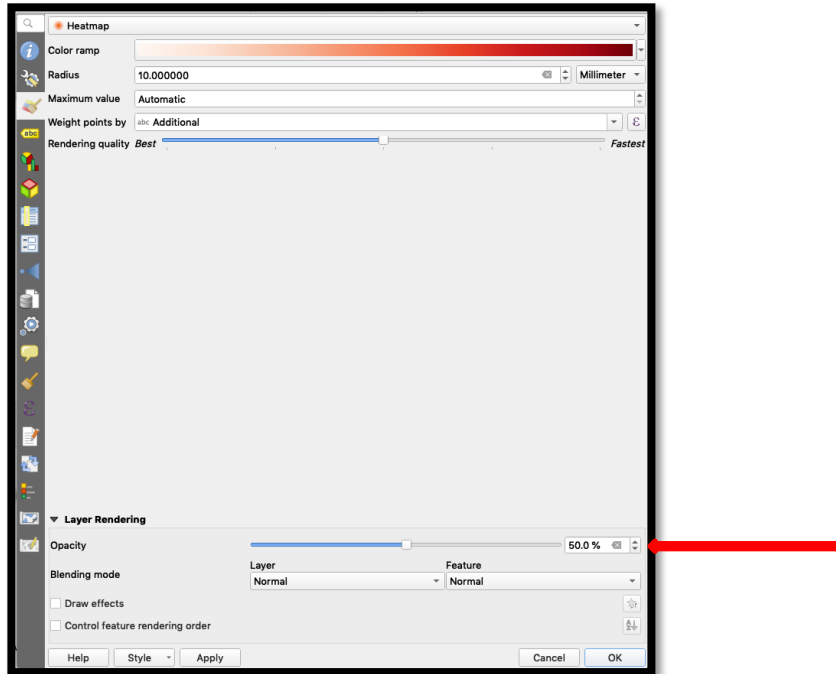 Heatmap
Color ramp
Radius 10.000000 Millimeter
Maximum value Automatic
Weight points by abc Additional ε
Rendering quality Best Fastest
abc
Layer Rendering
Opacity 50.0 %
Layer Feature
Blending mode Normal Normal
Draw effects
Control feature rendering order
Help Style Apply Cancel OK